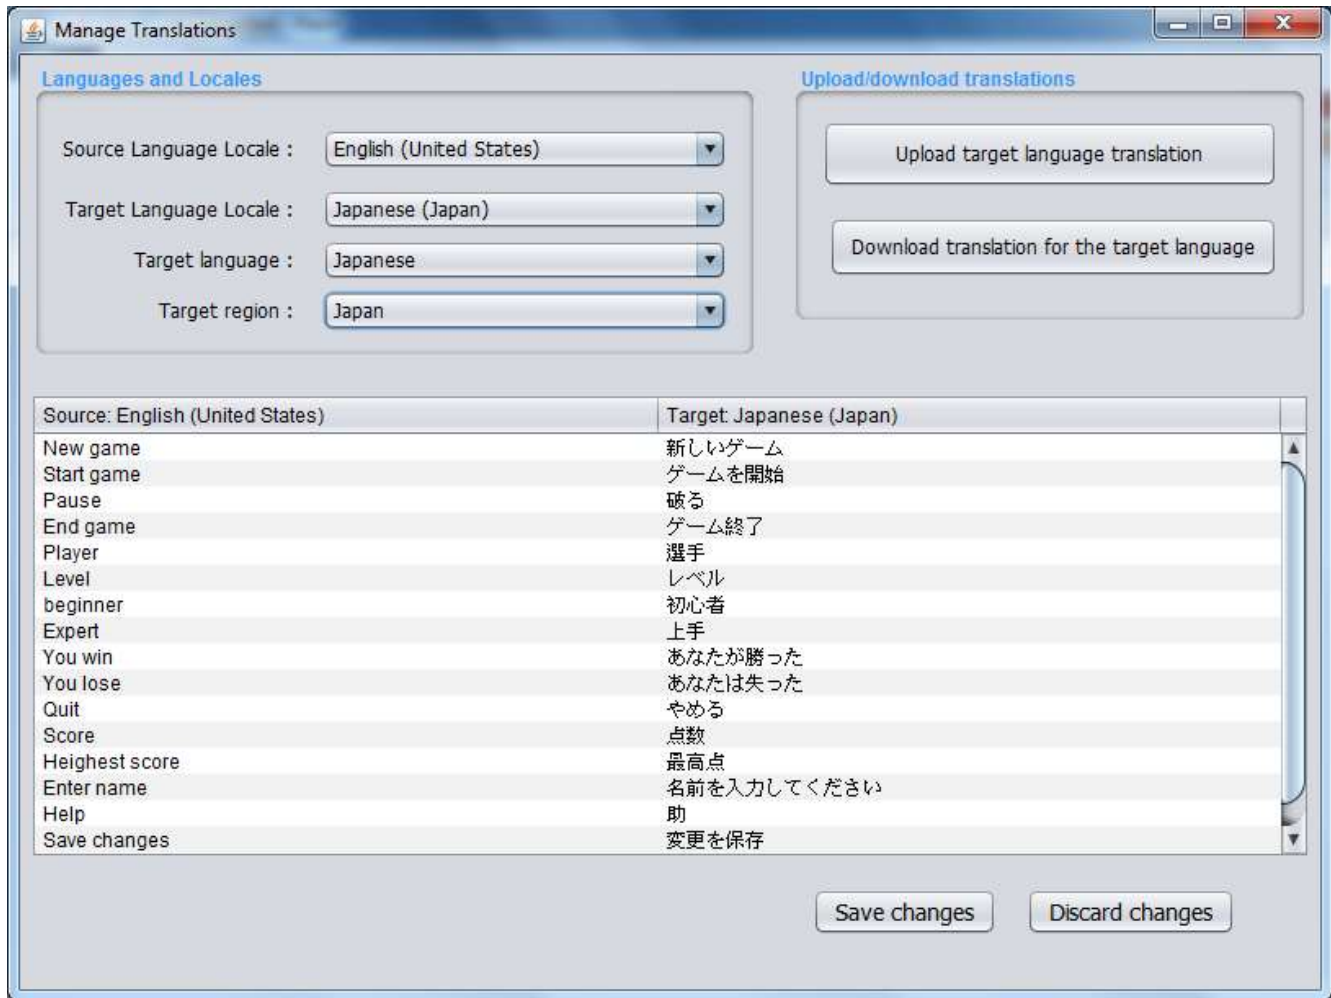 Manage Translations
Languages and Locales
Source Language Locale : English (United States)
Target Language Locale : Japanese (Japan)
Target language : Japanese
Target region : Japan
Upload/download translations
Upload target language translation
Download translation for the target language
Source: English (United States) Target: Japanese (Japan)
New game 新しいゲーム
Start game ゲームを開始
Pause 破る
End game ゲーム終了
Player 選手
Level レベル
beginner 初心者
Expert 上手
You win あなたが勝った
You lose あなたは失った
Quit やめる
Score 点数
Heighest score 最高点
Enter name 名前を入力してください
Help 助
Save changes 変更を保存
Save changes Discard changes